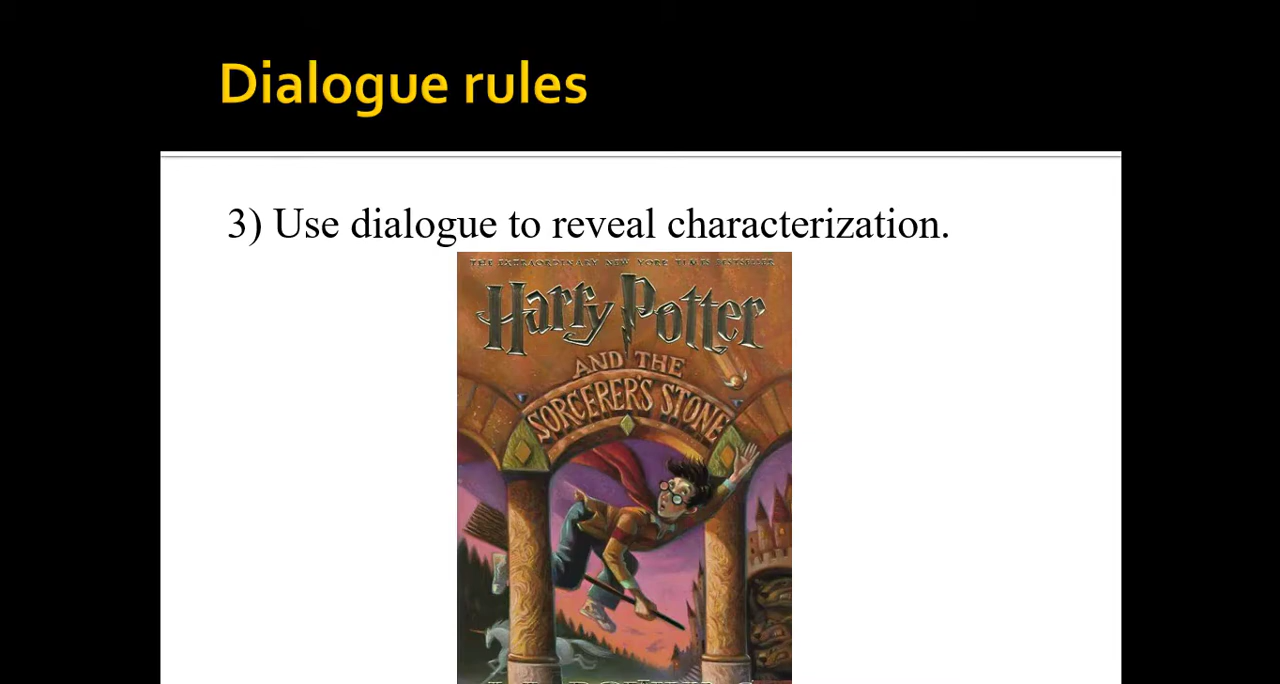 Dialogue rules
3) Use dialogue to reveal characterization.
THE EXTRAORDINARY NEW YORK TIMES BESTSELLER
Harry Potter
AND THE
SORCERER'S STONE